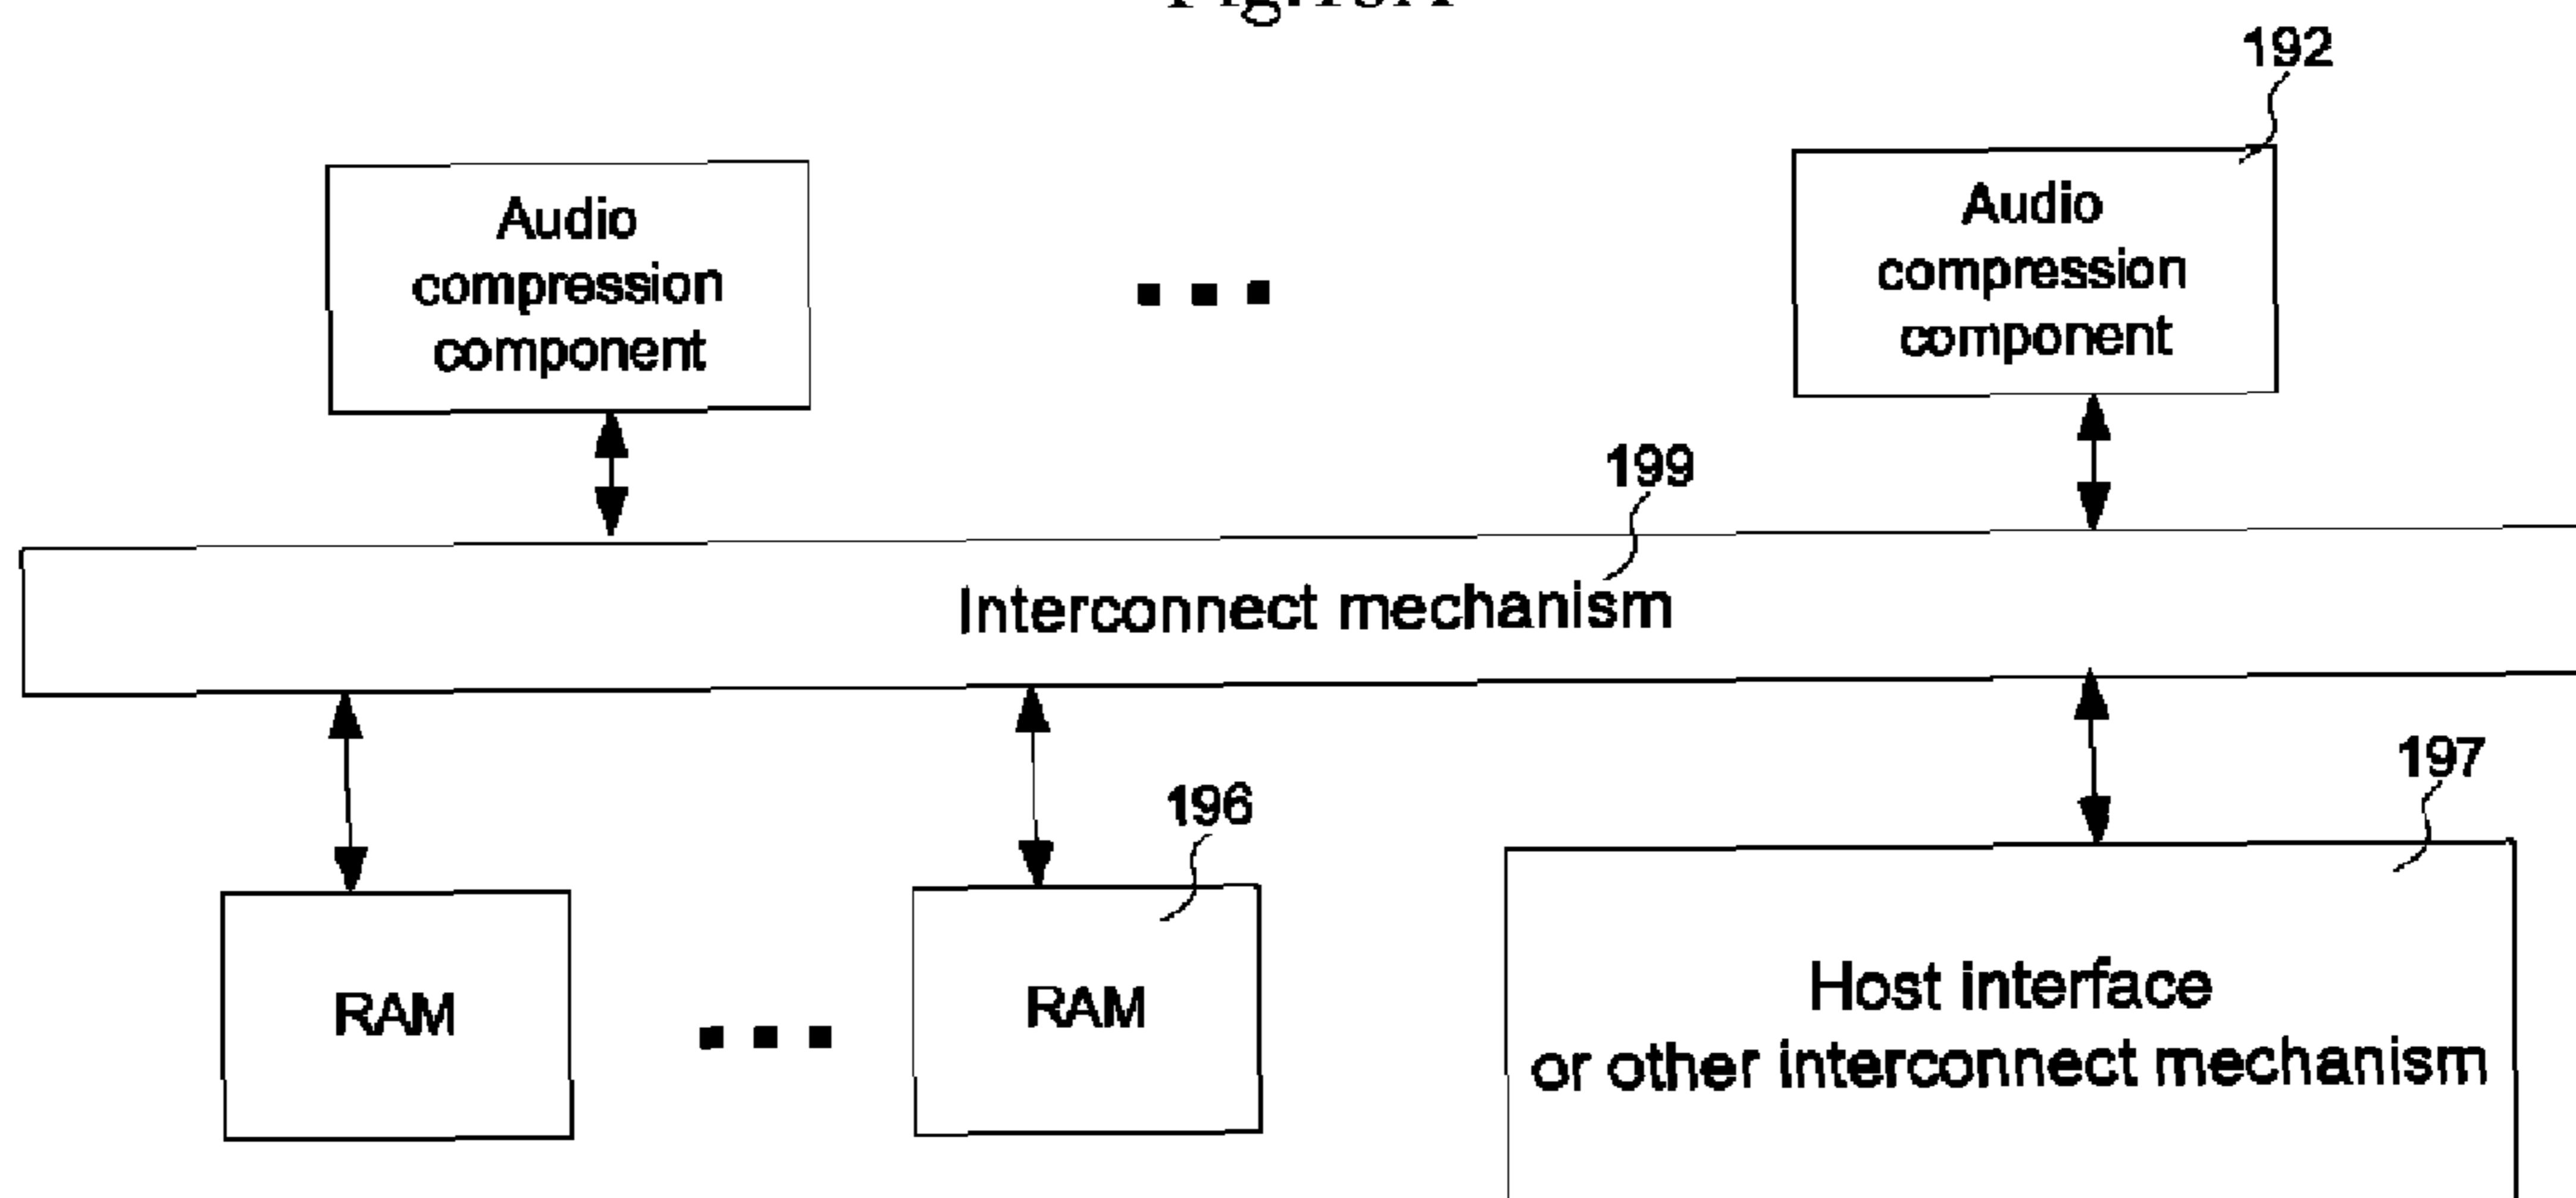 192
Audio
compression
component
...
Audio
compression
component
199
Interconnect mechanism
197
196
RAM
...
RAM
Host interface
or other interconnect mechanism